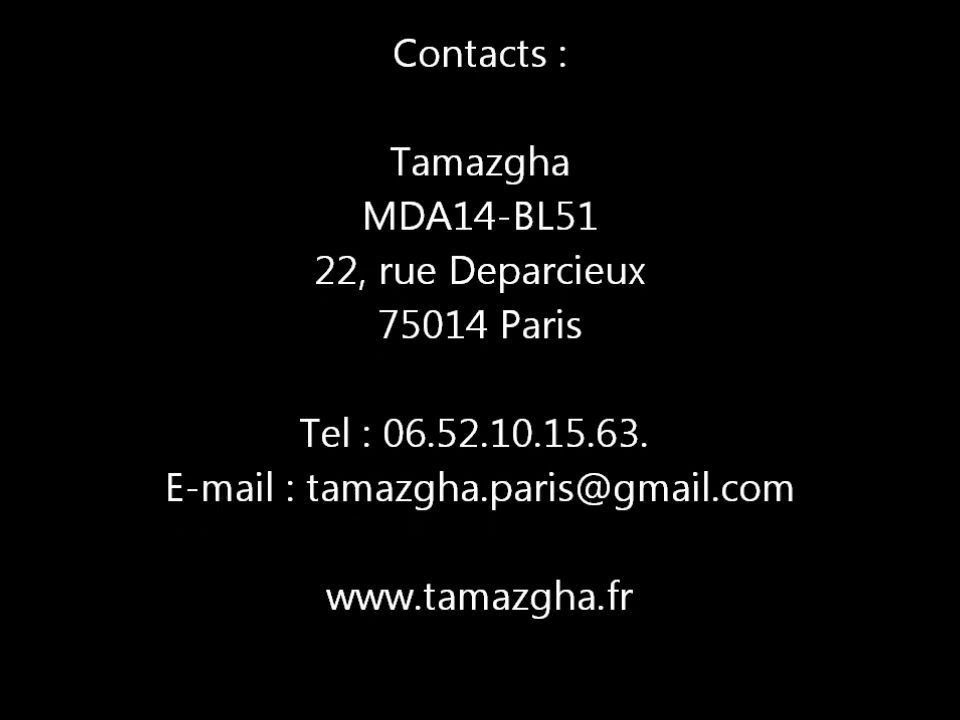 Contacts :
Tamazgha
MDA14-BL51
22, rue Deparcieux
75014 Paris
Tel : 06.52.10.15.63.
E-mail : tamazgha.paris@gmail.com
www.tamazgha.fr